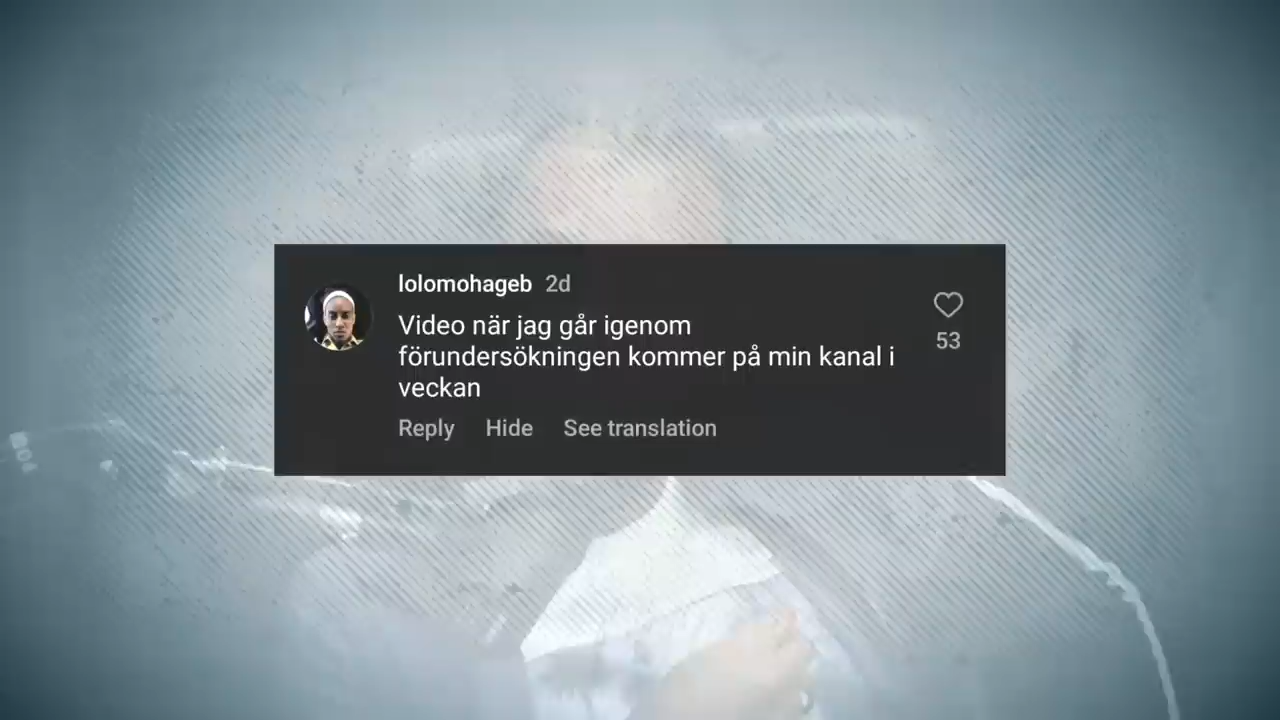 lolomohageb 2d
Video när jag går igenom
förundersökningen kommer på min kanal i
veckan
53
Reply Hide See translation